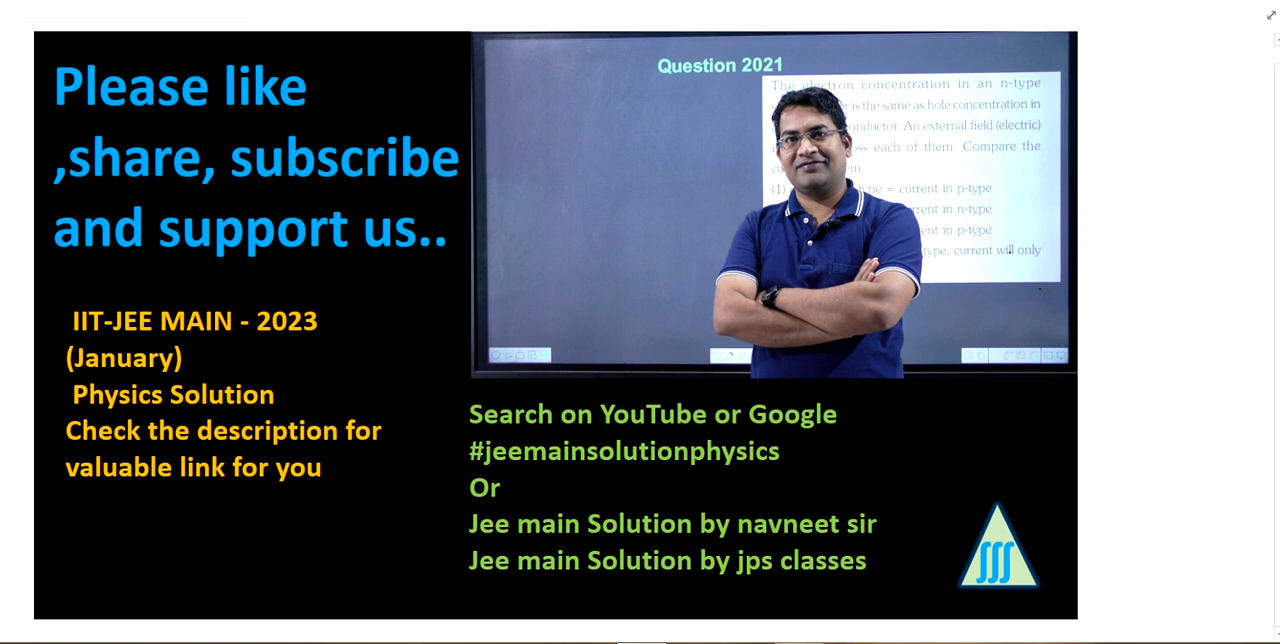 Please like
,share, subscribe
and support us..
IIT-JEE MAIN - 2023
(January)
Physics Solution
Check the description for
valuable link for you
Question 2021
The electron concentration in an n-type
is the same as hole concentration in
An external field (electric)
each of them. Compare the
(1) type = current in p-type
in n-type
in p-type
type, current will only
Search on YouTube or Google
#jeemainsolutionphysics
Or
Jee main Solution by navneet sir
Jee main Solution by jps classes